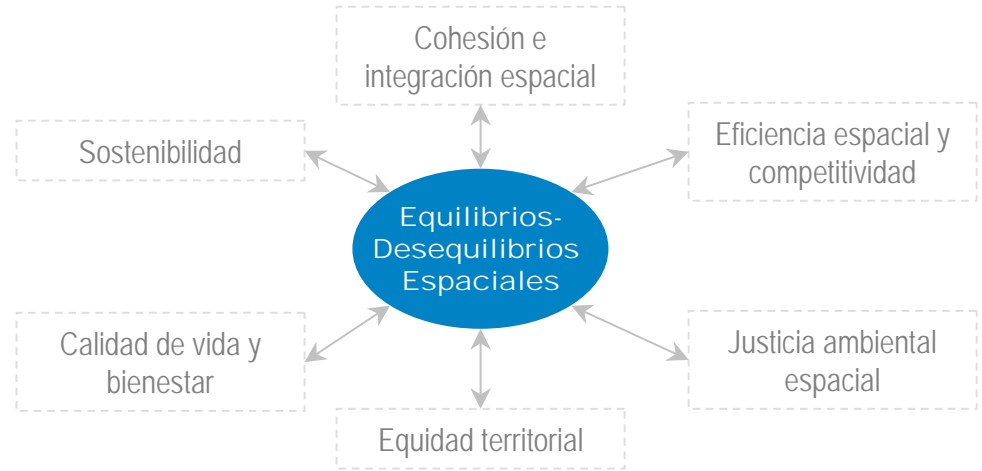 Cohesión e
integración espacial
Sostenibilidad
Eficiencia espacial y
competitividad
Equilibrios-
Desequilibrios
Espaciales
Calidad de vida y
bienestar
Justicia ambiental
espacial
Equidad territorial